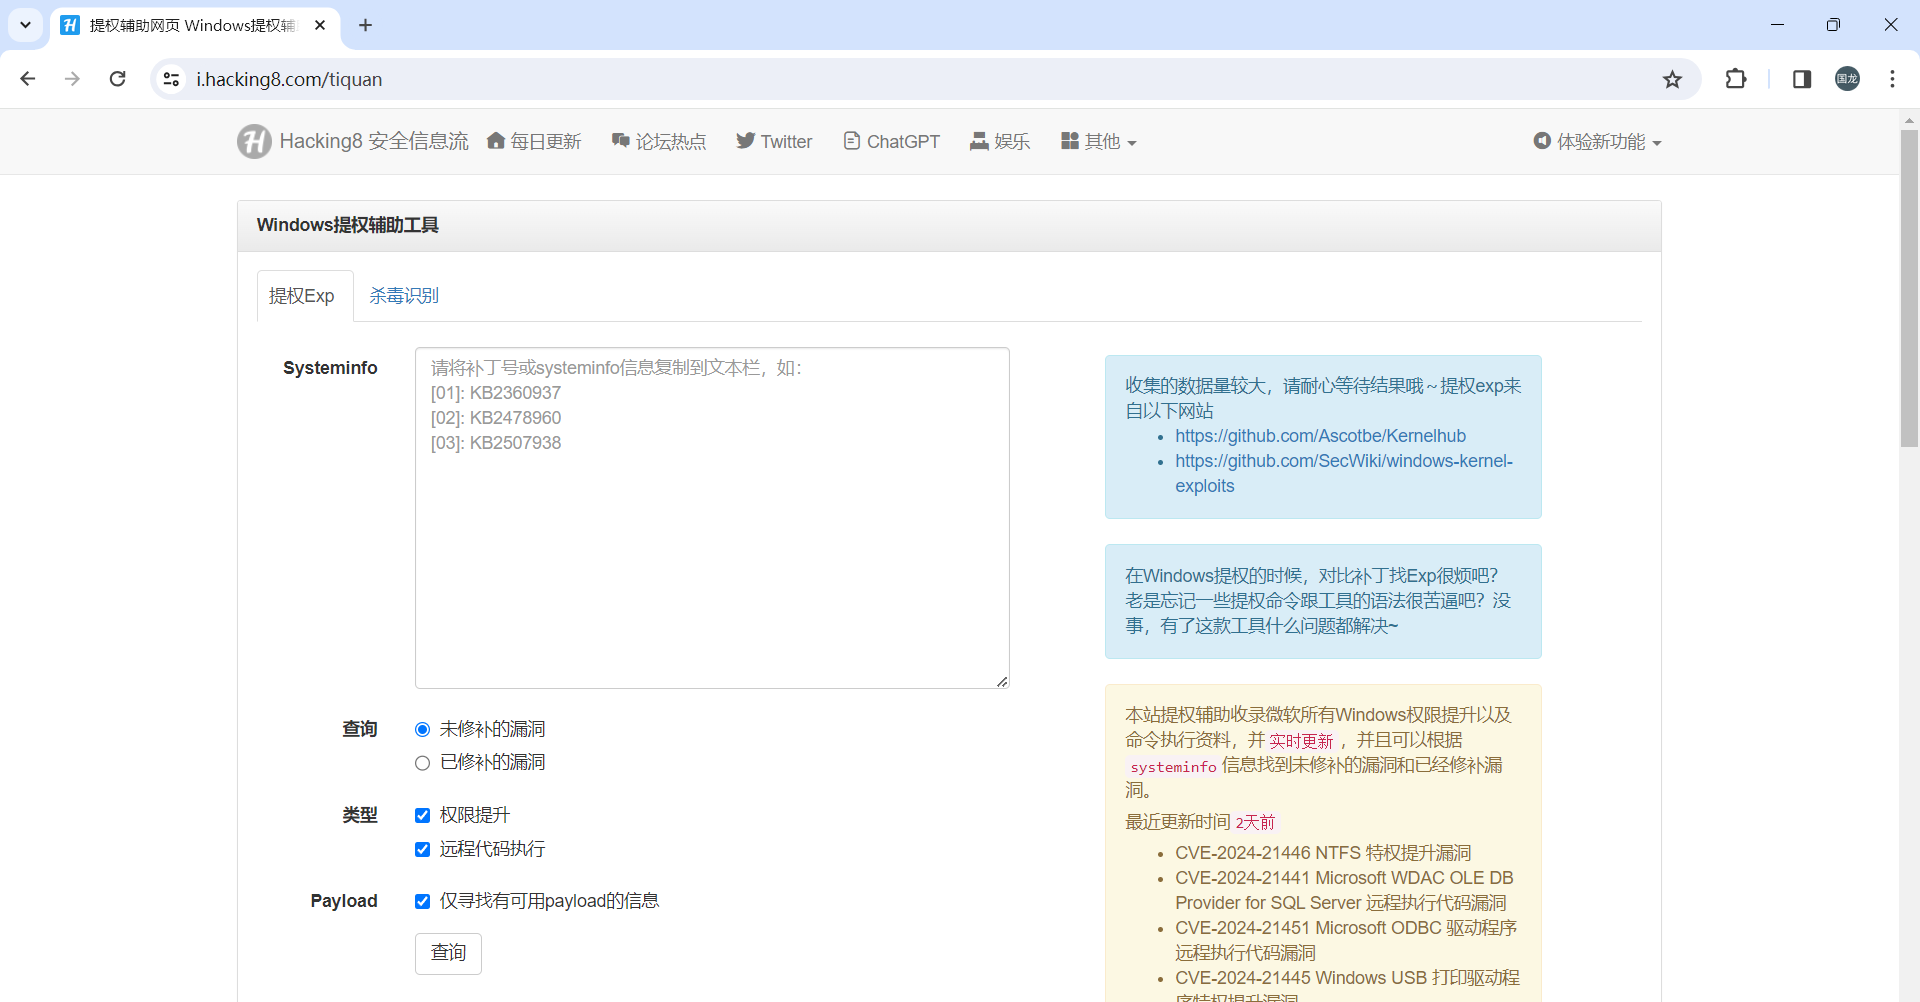 提权辅助网页 Windows提权辅
i.hacking8.com/tiquan
国龙
Hacking8 安全信息流 每日更新 论坛热点 Twitter ChatGPT 娱乐 其他 体验新功能
Windows提权辅助工具
提权Exp 杀毒识别
Systeminfo
请将补丁号或systeminfo信息复制到文本栏，如：
[01]: KB2360937
[02]: KB2478960
[03]: KB2507938
查询
未修补的漏洞
已修补的漏洞
类型
权限提升
远程代码执行
Payload
仅寻找有可用payload的信息
查询
收集的数据量较大，请耐心等待结果哦～提权exp来
自以下网站
https://github.com/Ascotbe/Kernelhub
https://github.com/SecWiki/windows-kernel-
exploits
在Windows提权的时候，对比补丁找Exp很烦吧？
老是忘记一些提权命令跟工具的语法很苦逼吧？没
事，有了这款工具什么问题都解决~
本站提权辅助收录微软所有Windows权限提升以及
命令执行资料，并 实时更新 ，并且可以根据
systeminfo 信息找到未修补的漏洞和已经修补漏
洞。
最近更新时间 2天前
CVE-2024-21446 NTFS 特权提升漏洞
CVE-2024-21441 Microsoft WDAC OLE DB
Provider for SQL Server 远程执行代码漏洞
CVE-2024-21451 Microsoft ODBC 驱动程序
远程执行代码漏洞
CVE-2024-21445 Windows USB 打印驱动程
序特权提升漏洞